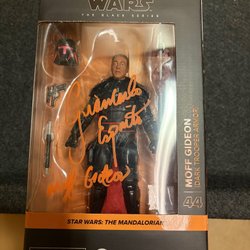 WARS
THE BLACK SERIES
Giancarlo
Esposito
Moff Gideon
MOFF GIDEON
(DARK TROOPER ARMOR)
44
STAR WARS: THE MANDALORIAN